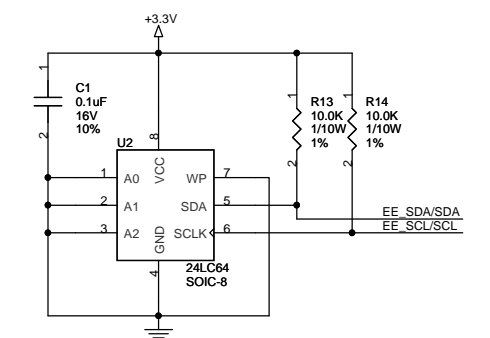 +3.3V
1
C1
0.1uF
16V
10%
2
1
R13
10.0K
1/10W
1%
2
1
R14
10.0K
1/10W
1%
2
U2
8
VCC
1
A0
WP
7
2
A1
SDA
5
3
A2
SCLK
6
GND
4
24LC64
SOIC-8
EE_SDA/SDA
EE_SCL/SCL